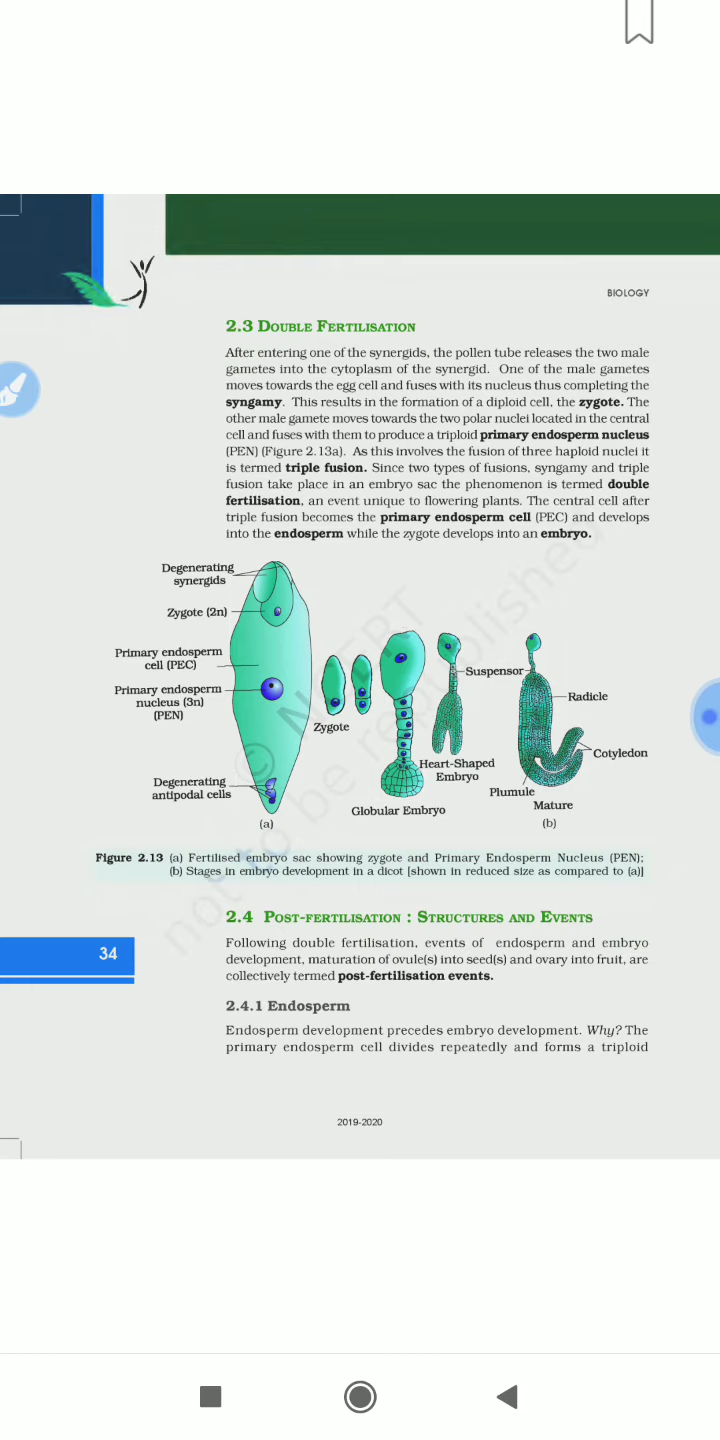 BIOLOGY
2.3 DOUBLE FERTILISATION
After entering one of the synergids, the pollen tube releases the two male
gametes into the cytoplasm of the synergid. One of the male gametes
moves towards the egg cell and fuses with its nucleus thus completing the
syngamy. This results in the formation of a diploid cell, the zygote. The
other male gamete moves towards the two polar nuclei located in the central
cell and fuses with them to produce a triploid primary endosperm nucleus
(PEN) (Figure 2.13a). As this involves the fusion of three haploid nuclei it
is termed triple fusion. Since two types of fusions, syngamy and triple
fusion take place in an embryo sac the phenomenon is termed double
fertilisation, an event unique to flowering plants. The central cell after
triple fusion becomes the primary endosperm cell (PEC) and develops
into the endosperm while the zygote develops into an embryo.
Degenerating
synergids
Zygote (2n)
Primary endosperm
cell (PEC)
Primary endosperm
nucleus (3n)
(PEN)
Degenerating
antipodal cells
(a)
Zygote
Globular Embryo
Suspensor
Heart-Shaped
Embryo
Radicle
Cotyledon
Plumule
Mature
(b)
© NCERT
not to be republished
Figure 2.13 (a) Fertilised embryo sac showing zygote and Primary Endosperm Nucleus (PEN);
(b) Stages in embryo development in a dicot [shown in reduced size as compared to (a)]
2.4 POST-FERTILISATION : STRUCTURES AND EVENTS
Following double fertilisation, events of endosperm and embryo
development, maturation of ovule(s) into seed(s) and ovary into fruit, are
collectively termed post-fertilisation events.
34
2.4.1 Endosperm
Endosperm development precedes embryo development. Why? The
primary endosperm cell divides repeatedly and forms a triploid
2019-2020